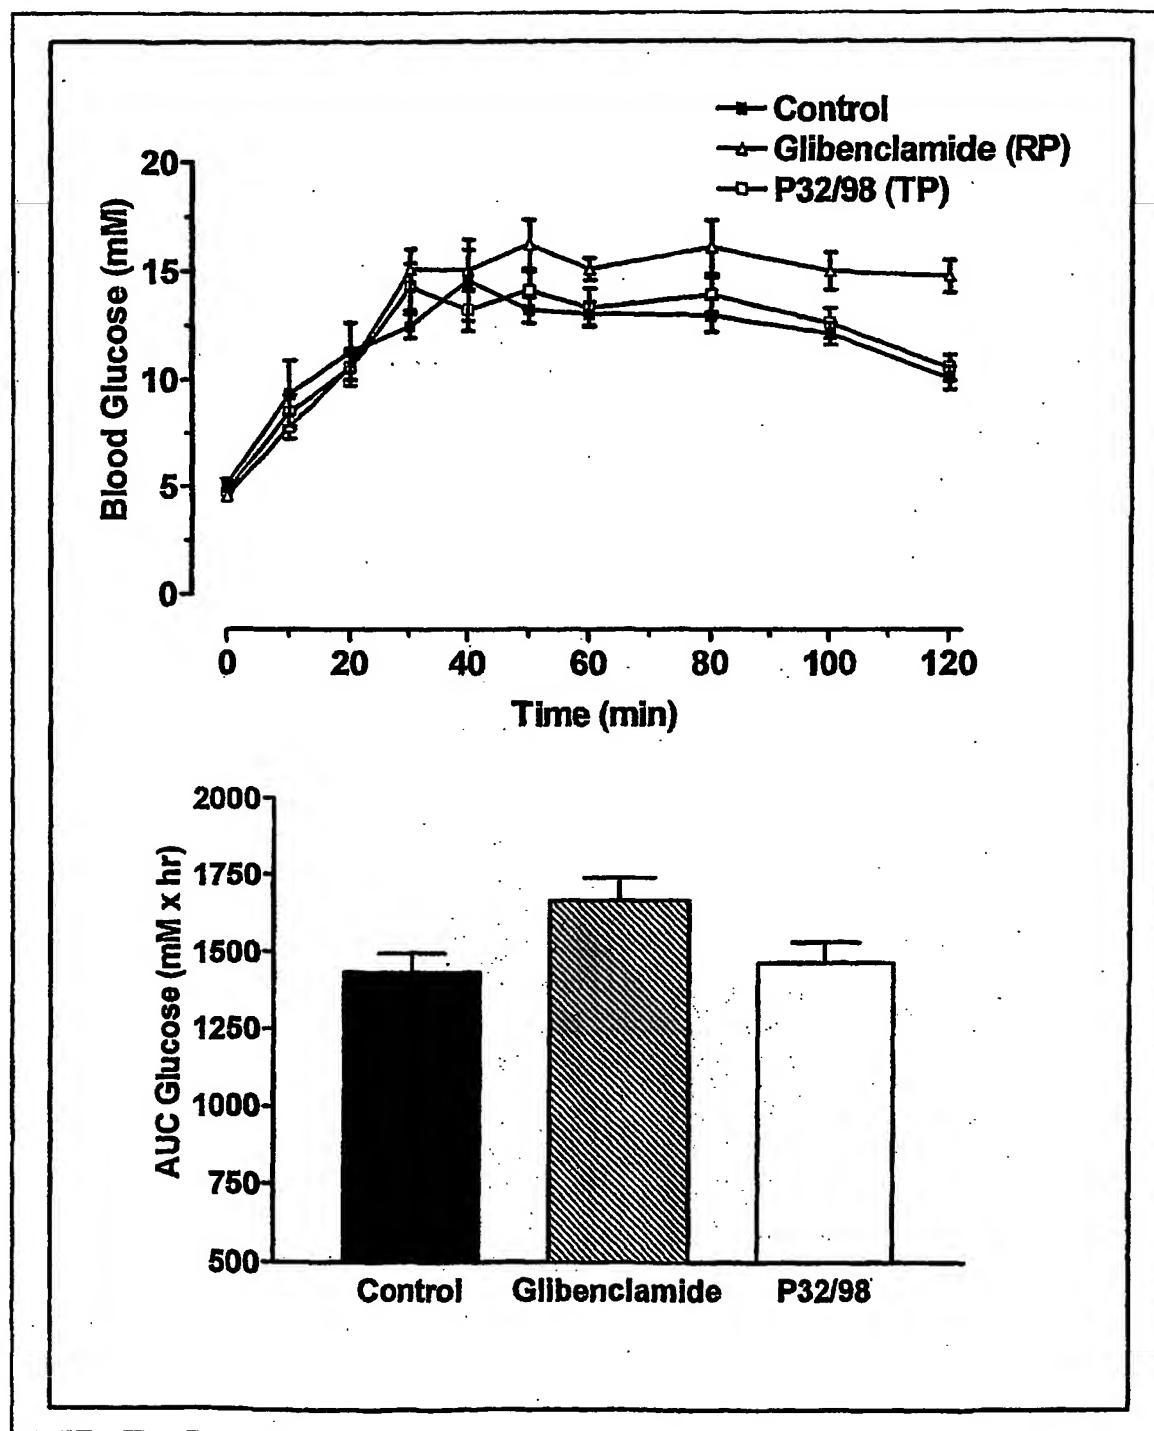 Control
Glibenclamide (RP)
P32/98 (TP)
20
15
10
5
0
Blood Glucose (mM)
0 20 40 60 80 100 120
Time (min)
2000
1750
1500
1250
1000
750
500
AUC Glucose (mM x hr)
Control Glibenclamide P32/98